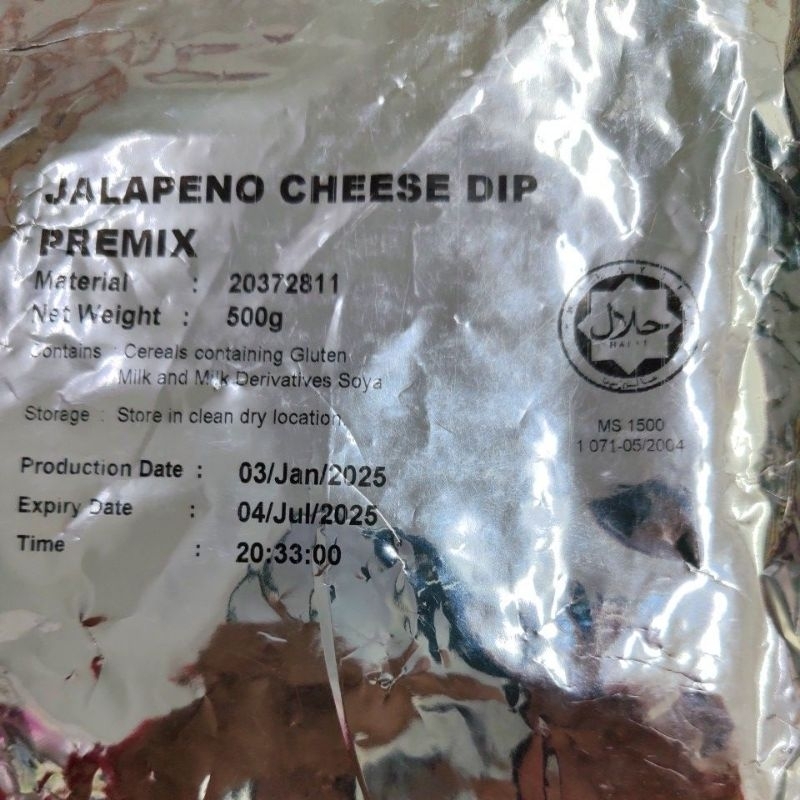 JALAPENO CHEESE DIP
PREMIX
Material : 20372811
Net Weight : 500g
Contains : Cereals containing Gluten
Milk and Milk Derivatives Soya
Storage : Store in clean dry location.
Production Date : 03/Jan/2025
Expiry Date : 04/Jul/2025
Time : 20:33:00
حلال
HALAL
MS 1500
1 071-05/2004